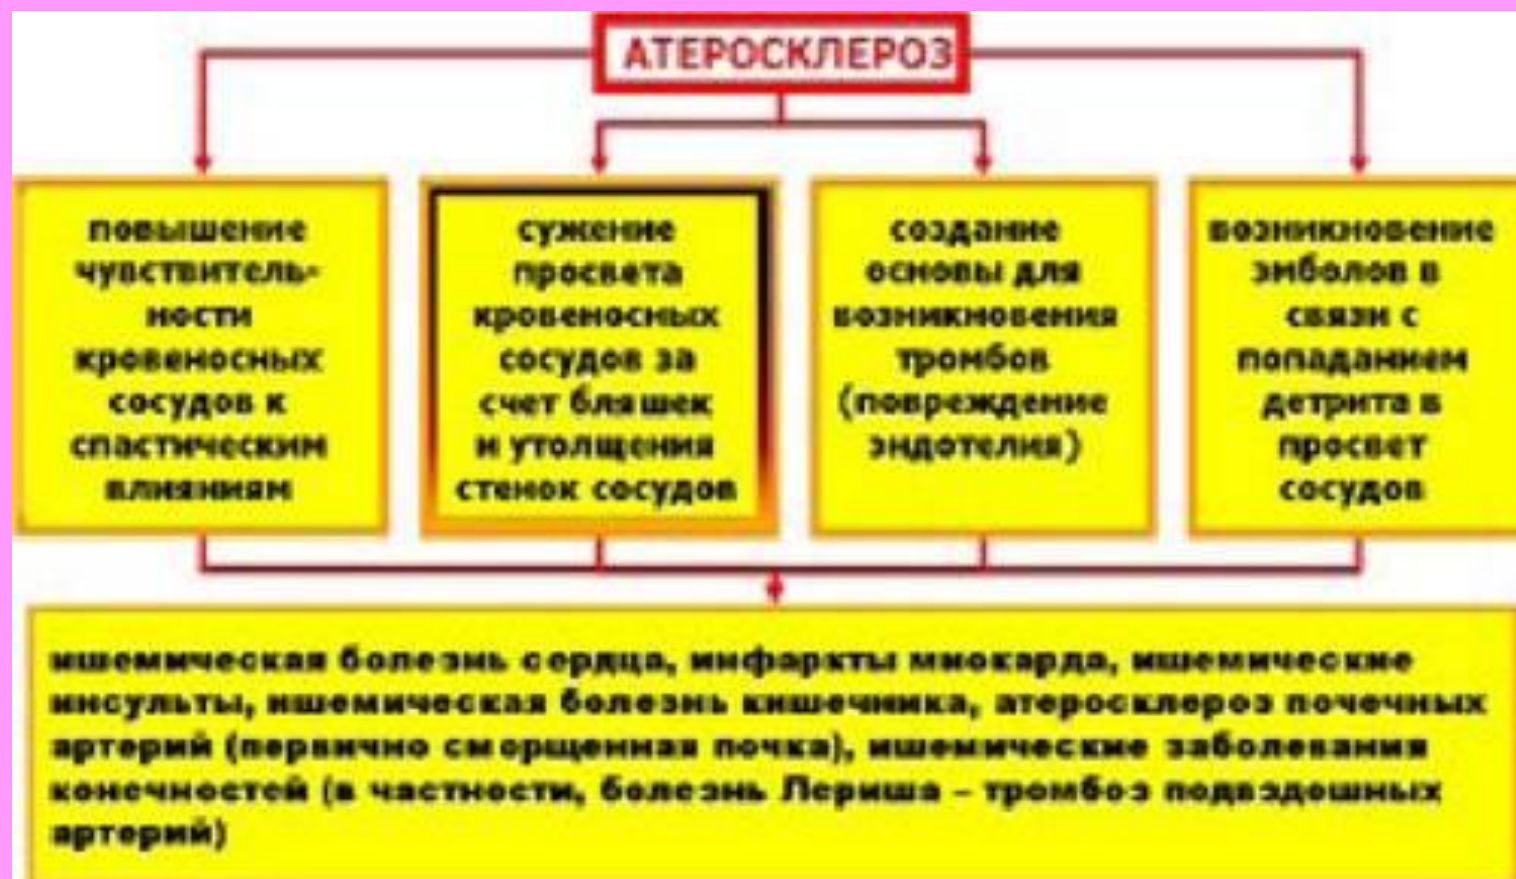 АТЕРОСКЛЕРОЗ
повышение
чувствитель-
ности
кровеносных
сосудов к
спастическим
влияниям
сужение
просвета
кровеносных
сосудов за
счет бляшек
и утолщения
стенок сосудов
создание
основы для
возникновения
тромбов
(повреждение
эндотелия)
возникновение
эмболов в
связи с
попаданием
детрита в
просвет
сосудов
ишемическая болезнь сердца, инфаркты миокарда, ишемические
инсульты, ишемическая болезнь кишечника, атеросклероз почечных
артерий (первично сморщенная почка), ишемические заболевания
конечностей (в частности, болезнь Лериша – тромбоз подвздошных
артерий)